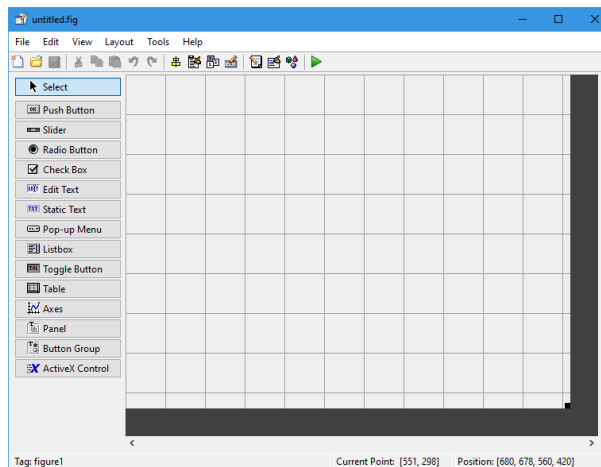 untitled.fig
File Edit View Layout Tools Help
Select
Push Button
Slider
Radio Button
Check Box
Edit Text
Static Text
Pop-up Menu
Listbox
Toggle Button
Table
Axes
Panel
Button Group
ActiveX Control
Tag: figure1 Current Point: [551, 298] Position: [680, 678, 560, 420]